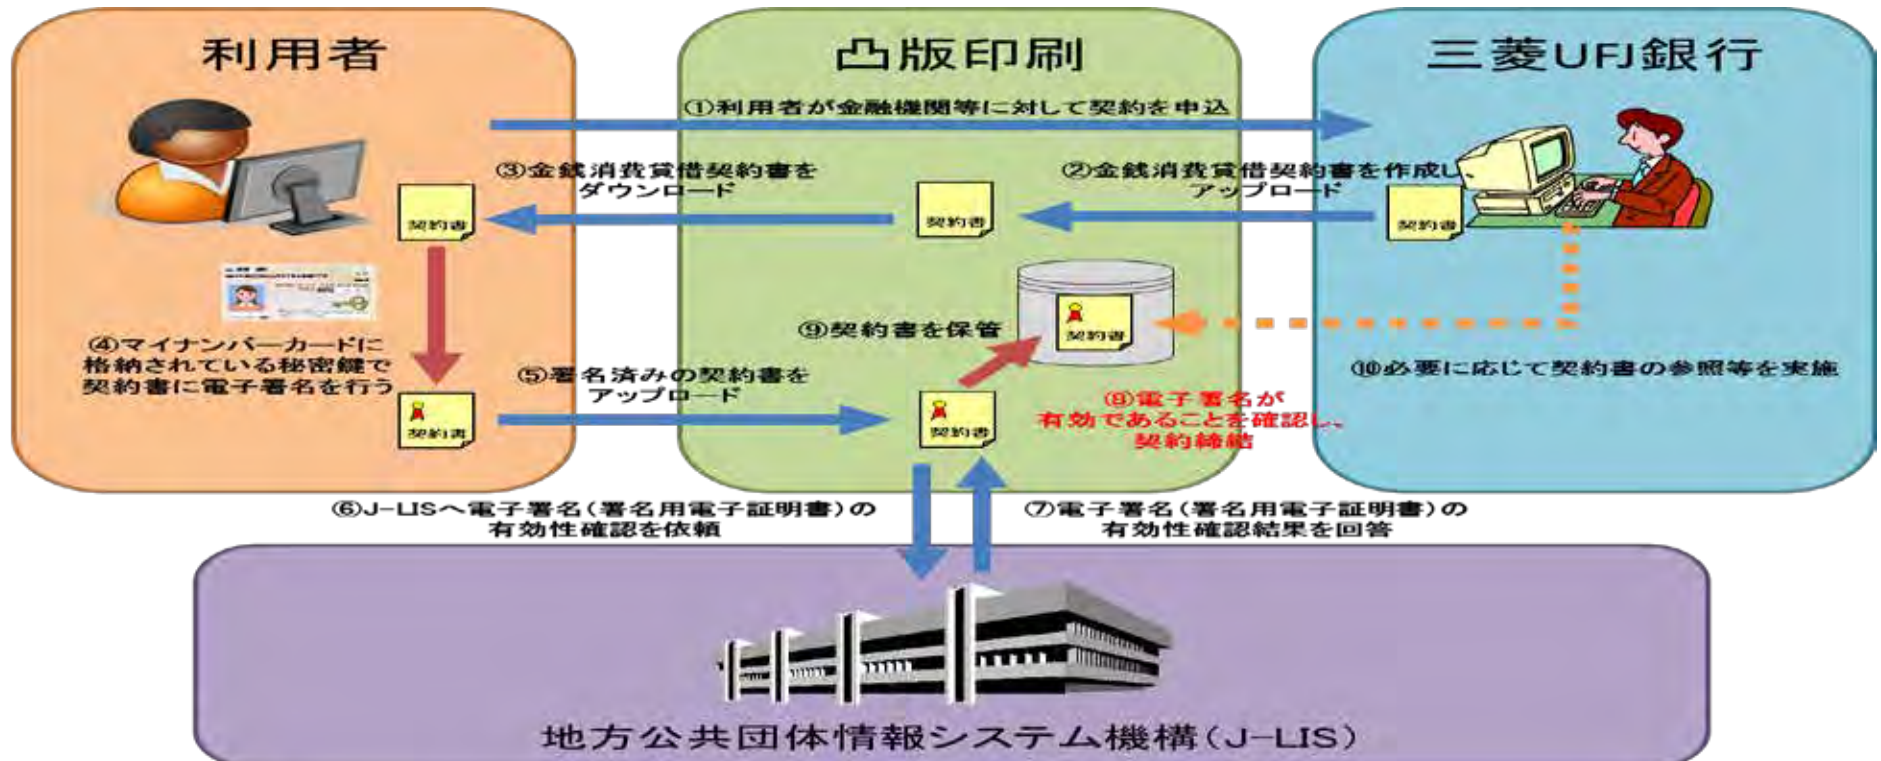 利用者
凸版印刷
三菱UFJ銀行
①利用者が金融機関等に対して契約を申込
③金銭消費貸借契約書を
ダウンロード
②金銭消費貸借契約書を作成し
アップロード
契約書
契約書
契約書
④マイナンバーカードに
格納されている秘密鍵で
契約書に電子署名を行う
⑨契約書を保管
契約書
⑩必要に応じて契約書の参照等を実施
⑤署名済みの契約書を
アップロード
契約書
契約書
⑧電子署名が
有効であることを確認し、
契約締結
⑥J-LISへ電子署名(署名用電子証明書)の
有効性確認を依頼
⑦電子署名(署名用電子証明書)の
有効性確認結果を回答
地方公共団体情報システム機構(J-LIS)